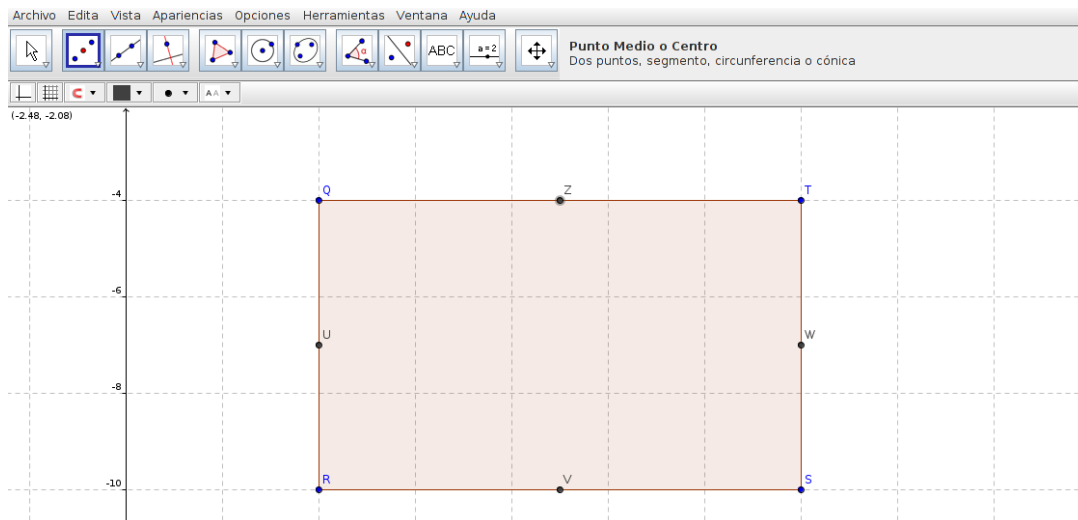 Archivo Edita Vista Apariencias Opciones Herramientas Ventana Ayuda
α ABC a=2
Punto Medio o Centro
Dos puntos, segmento, circunferencia o cónica
AA
(-2.48, -2.08)
Q Z T
-4
-6
U W
-8
R V S
-10